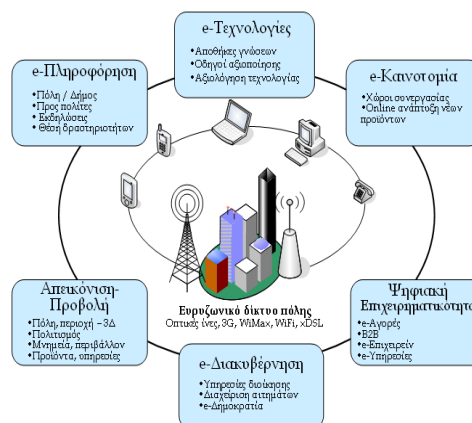 e-Τεχνολογίες
•Αποθήκες γνώσεων
•Οδηγοί αξιοποίησης
•Αξιολόγηση τεχνολογίας
e-Πληροφόρηση
•Πόλη / Δήμος
•Προς πολίτες
•Εκδηλώσεις
•Θέση δραστηριοτήτων
e-Καινοτομία
•Χώροι συνεργασίας
•Online ανάπτυξη νέων
προϊόντων
Ευρυζωνικό δίκτυο πόλης
Οπτικές ίνες, 3G, WiMax, WiFi, xDSL
Απεικόνιση-
Προβολή
•Πόλη, περιοχή – 3Δ
•Πολιτισμός
•Μνημεία, περιβάλλον
•Προϊόντα, υπηρεσίες
Ψηφιακή
Επιχειρηματικότητα
•e-Αγορές
•B2B
•e-Επιχειρείν
•e-Υπηρεσίες
e-Διακυβέρνηση
•Υπηρεσίες διοίκησης
•Διαχείριση αιτημάτων
•e-Δημοκρατία